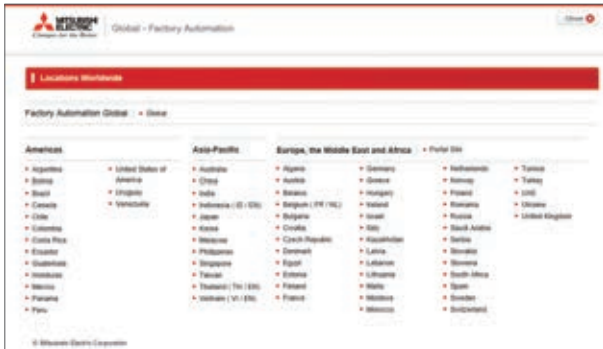 MITSUBISHI ELECTRIC
Changes for the Better
Global - Factory Automation
Close
Locations Worldwide
Factory Automation Global
Global
Americas
Argentina
Bolivia
Brazil
Canada
Chile
Colombia
Costa Rica
Ecuador
Guatemala
Honduras
Mexico
Panama
Peru
United States of
America
Uruguay
Venezuela
Asia-Pacific
Australia
China
India
Indonesia ( ID / EN)
Japan
Korea
Malaysia
Philippines
Singapore
Taiwan
Thailand ( TH / EN)
Vietnam ( VI / EN)
Europe, the Middle East and Africa
Portal Site
Algeria
Austria
Belarus
Belgium ( FR / NL)
Bulgaria
Croatia
Czech Republic
Denmark
Egypt
Estonia
Finland
France
Germany
Greece
Hungary
Ireland
Israel
Italy
Kazakhstan
Latvia
Lebanon
Lithuania
Malta
Moldova
Morocco
Netherlands
Norway
Poland
Romania
Russia
Saudi Arabia
Serbia
Slovakia
Slovenia
South Africa
Spain
Sweden
Switzerland
Tunisia
Turkey
UAE
Ukraine
United Kingdom
© Mitsubishi Electric Corporation